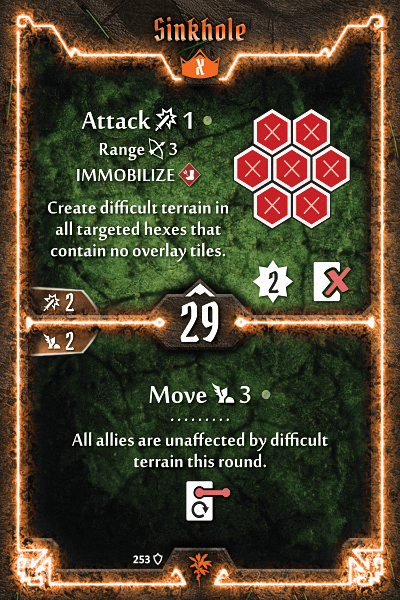 Sinkhole
X
Attack 1
Range 3
IMMOBILIZE
Create difficult terrain in
all targeted hexes that
contain no overlay tiles.
2
2
29
2
Move 3
All allies are unaffected by difficult
terrain this round.
253